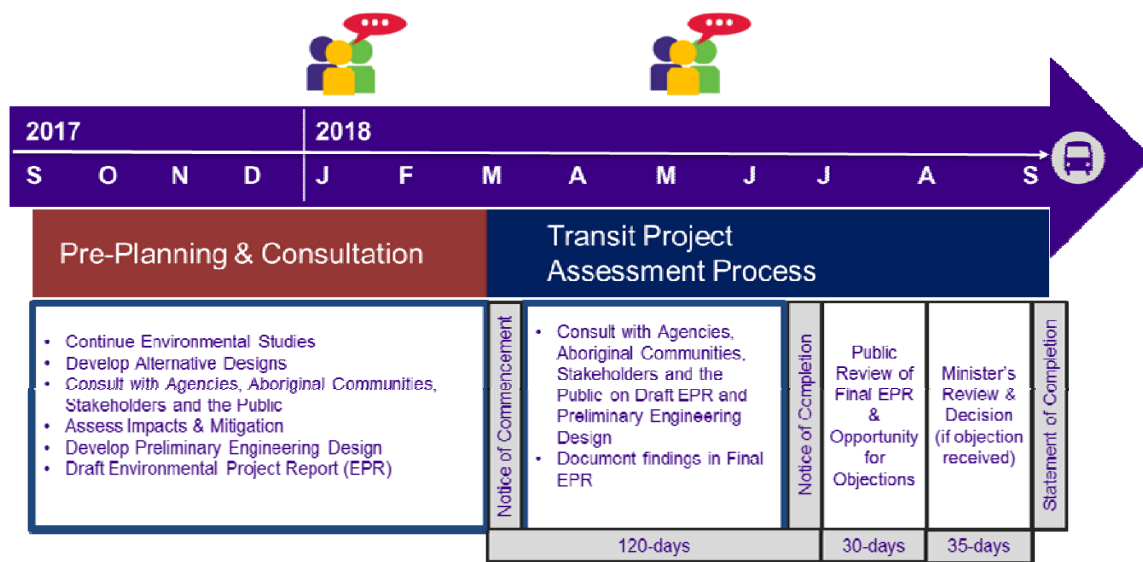 2017
2018
S O N D J F M A M J J A S
Pre-Planning & Consultation
Transit Project
Assessment Process
• Continue Environmental Studies
• Develop Alternative Designs
• Consult with Agencies, Aboriginal Communities,
Stakeholders and the Public
• Assess Impacts & Mitigation
• Develop Preliminary Engineering Design
• Draft Environmental Project Report (EPR)
Notice of Commencement
• Consult with Agencies,
Aboriginal Communities,
Stakeholders and the
Public on Draft EPR and
Preliminary Engineering
Design
• Document findings in Final
EPR
Notice of Completion
Public
Review of
Final EPR
&
Opportunity
for
Objections
Minister's
Review &
Decision
(if objection
received)
Statement of Completion
120-days
30-days
35-days